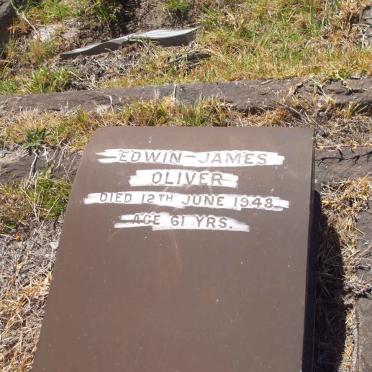 EDWIN-JAMES
OLIVER
DIED 12TH JUNE 1948
AGE 61 YRS.